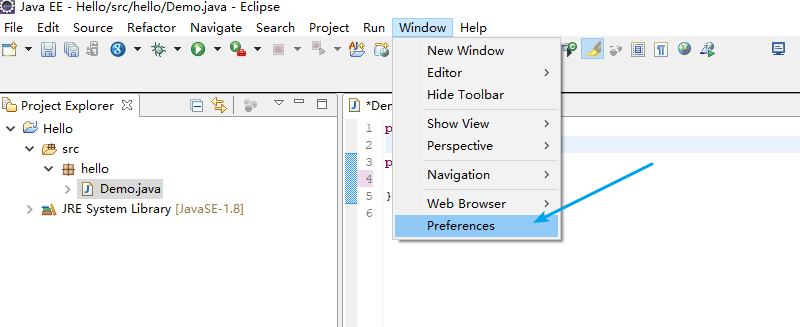 Java EE - Hello/src/hello/Demo.java - Eclipse
File Edit Source Refactor Navigate Search Project Run Window Help
New Window
Editor
Hide Toolbar
Show View
Perspective
Navigation
Web Browser
Preferences
Project Explorer
Hello
src
hello
Demo.java
JRE System Library [JavaSE-1.8]
*Dem
1 p
2
3 p
4
5 }
6